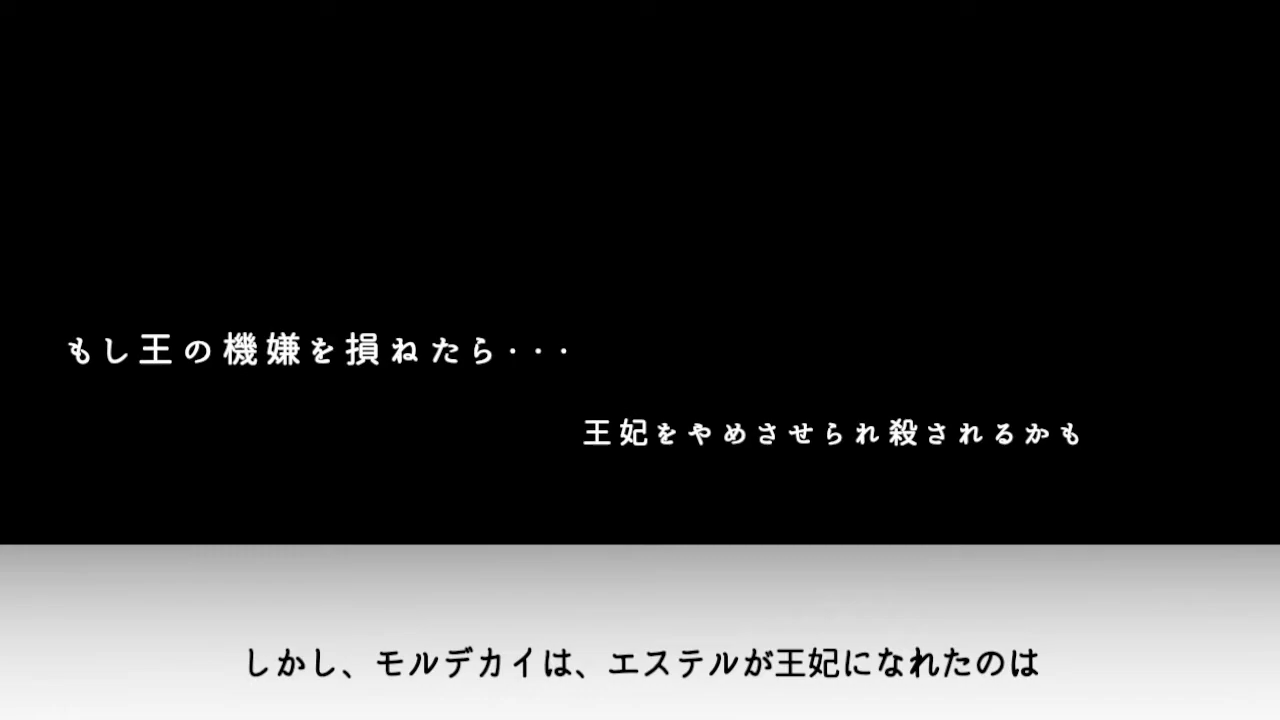 もし王の機嫌を損ねたら・・・
王妃をやめさせられ殺されるかも
しかし、モルデカイは、エステルが王妃になれたのは